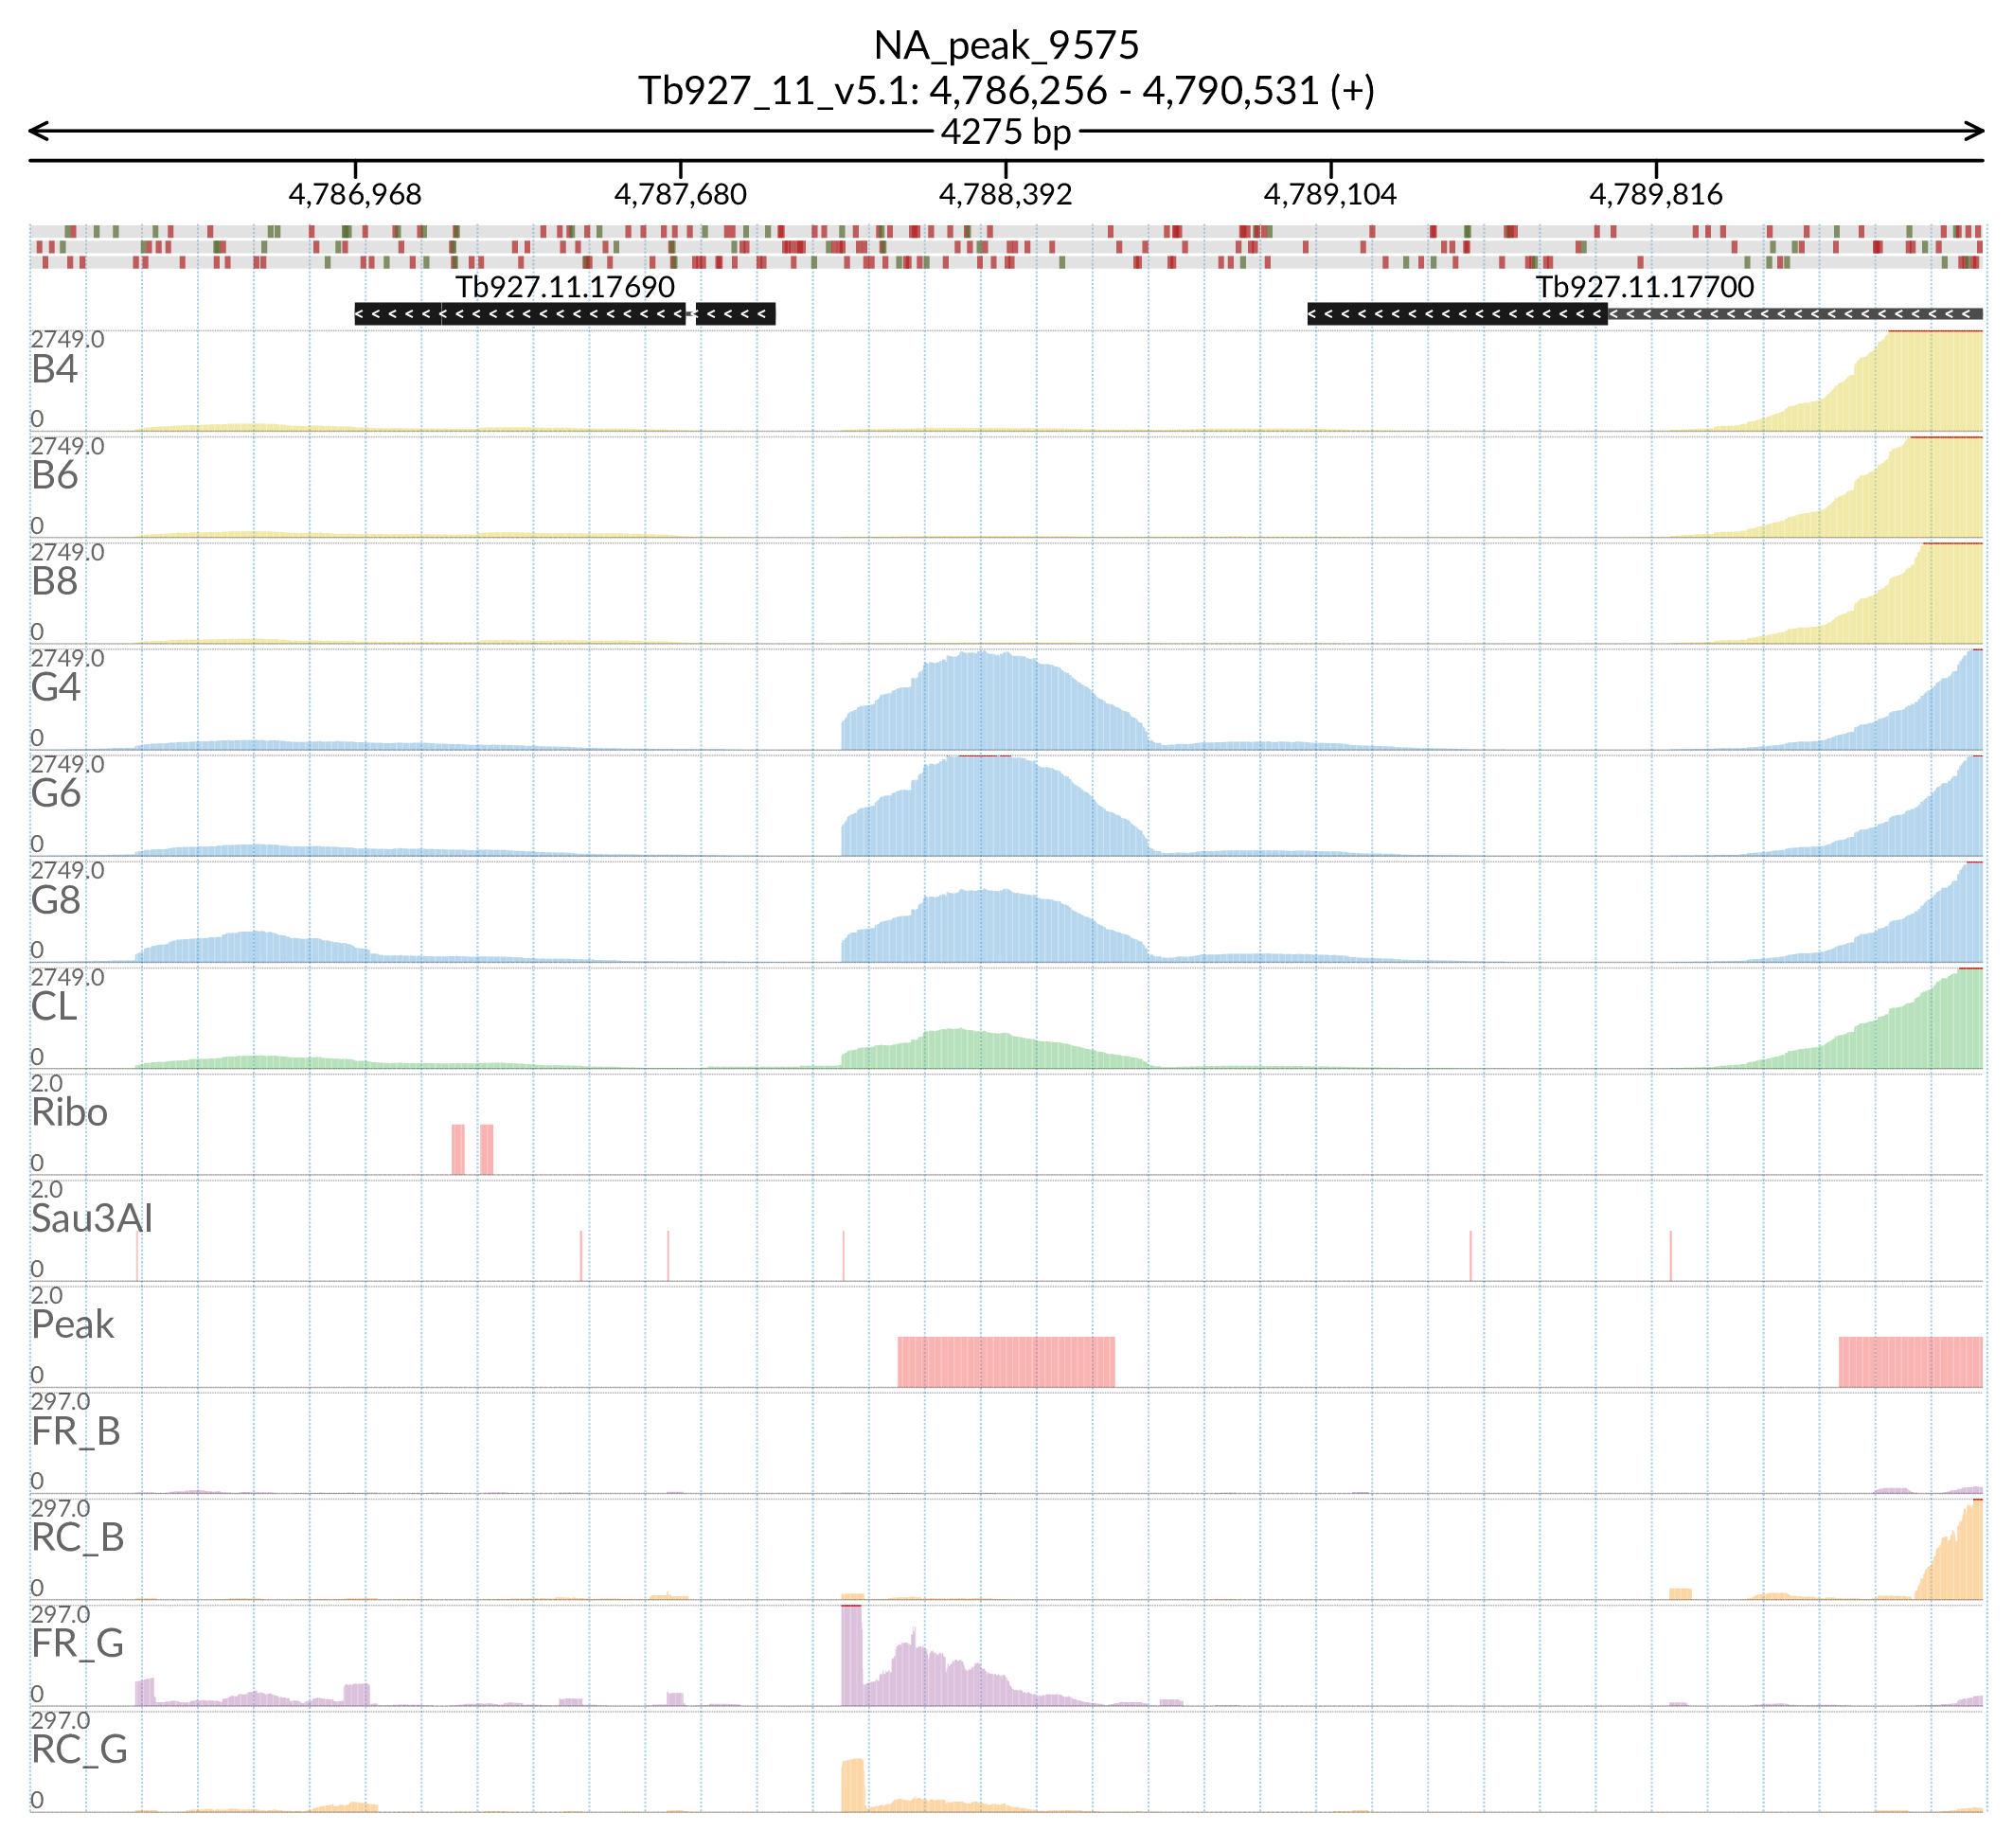 NA_peak_9575
Tb927_11_v5.1: 4,786,256 - 4,790,531 (+)
4275 bp
4,786,968 4,787,680 4,788,392 4,789,104 4,789,816
Tb927.11.17690 Tb927.11.17700
2749.0
B4
0
2749.0
B6
0
2749.0
B8
0
2749.0
G4
0
2749.0
G6
0
2749.0
G8
0
2749.0
CL
0
2.0
Ribo
0
2.0
Sau3AI
0
2.0
Peak
0
297.0
FR_B
0
297.0
RC_B
0
297.0
FR_G
0
297.0
RC_G
0